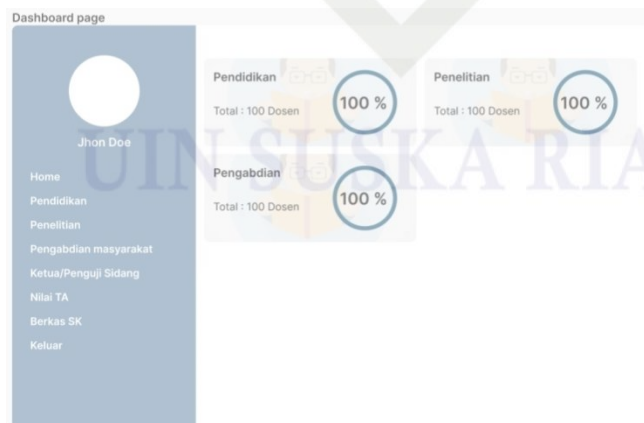 Dashboard page
Jhon Doe
Home
Pendidikan
Penelitian
Pengabdian masyarakat
Ketua/Penguji Sidang
Nilai TA
Berkas SK
Keluar
Pendidikan
Total : 100 Dosen
100 %
Penelitian
Total : 100 Dosen
100 %
Pengabdian
Total : 100 Dosen
100 %
UIN SUSKA RIA